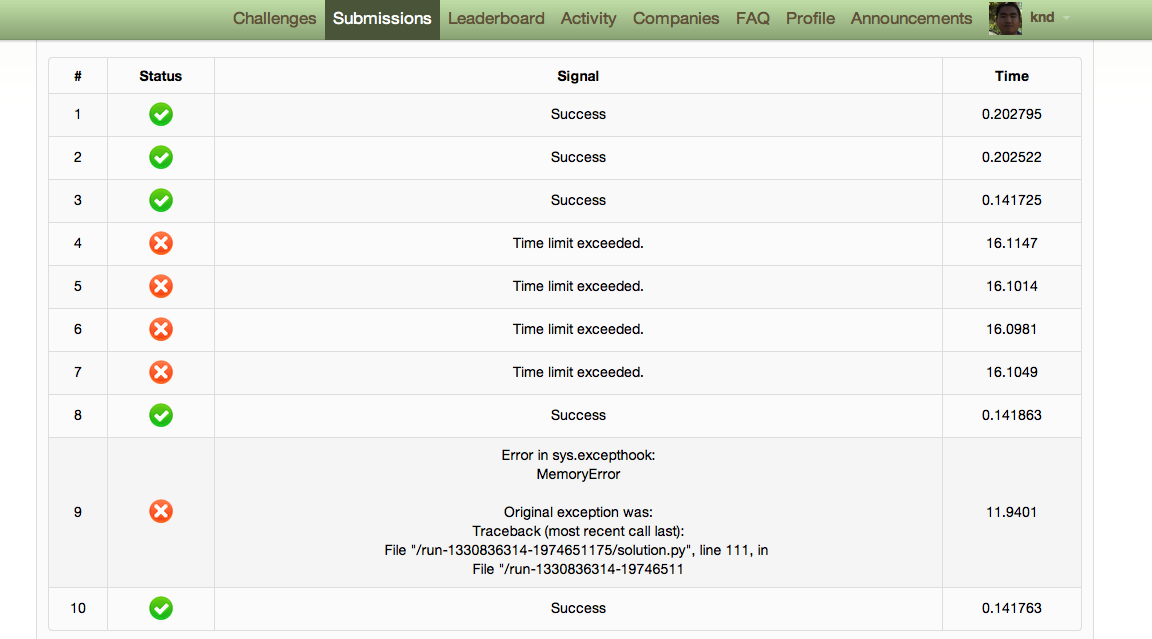 Challenges Submissions Leaderboard Activity Companies FAQ Profile Announcements knd
# Status Signal Time
1 Success 0.202795
2 Success 0.202522
3 Success 0.141725
4 Time limit exceeded. 16.1147
5 Time limit exceeded. 16.1014
6 Time limit exceeded. 16.0981
7 Time limit exceeded. 16.1049
8 Success 0.141863
Error in sys.excepthook:
MemoryError
9 Original exception was: 11.9401
Traceback (most recent call last):
File "/run-1330836314-1974651175/solution.py", line 111, in
File "/run-1330836314-19746511
10 Success 0.141763